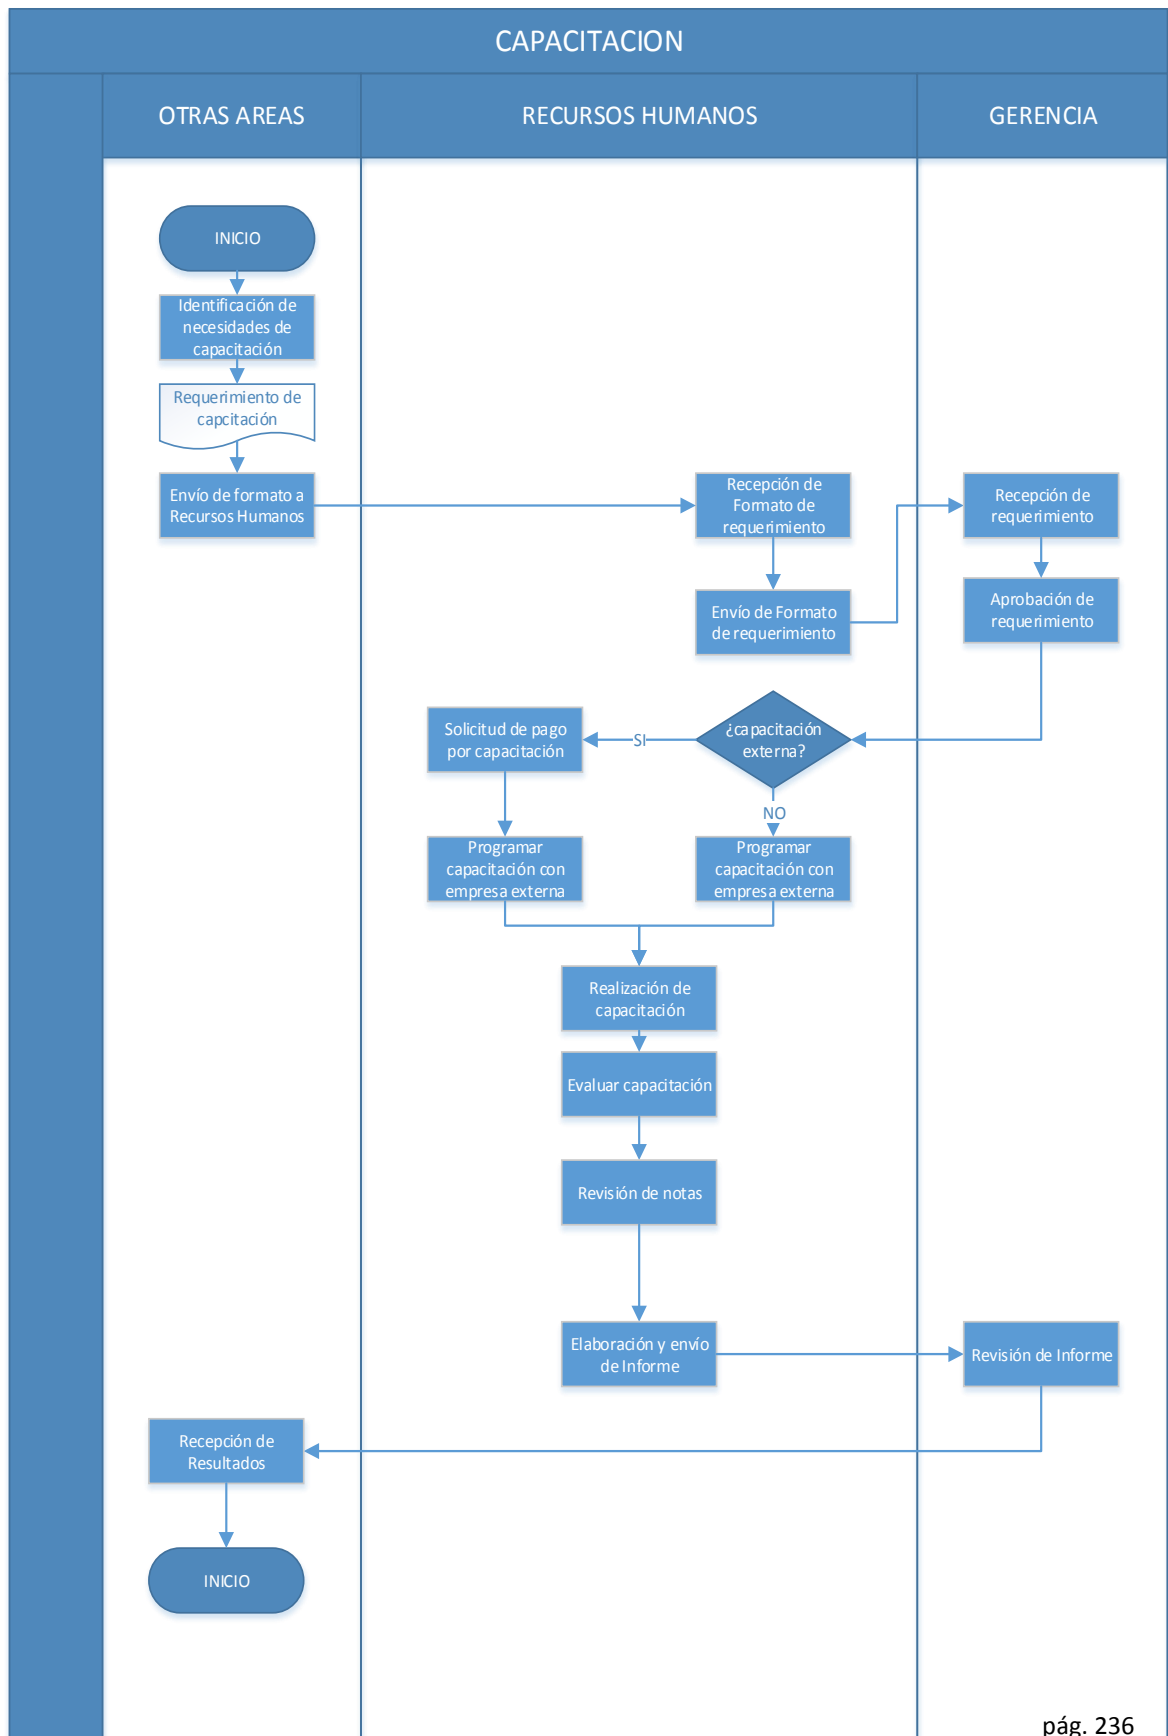 CAPACITACION
OTRAS AREAS
RECURSOS HUMANOS
GERENCIA
INICIO
Identificación de
necesidades de
capacitación
Requerimiento de
capcitación
Envío de formato a
Recursos Humanos
Recepción de
Formato de
requerimiento
Recepción de
requerimiento
Envío de Formato
de requerimiento
Aprobación de
requerimiento
Solicitud de pago
por capacitación
SI
¿capacitación
externa?
NO
Programar
capacitación con
empresa externa
Programar
capacitación con
empresa externa
Realización de
capacitación
Evaluar capacitación
Revisión de notas
Elaboración y envío
de Informe
Revisión de Informe
Recepción de
Resultados
INICIO
pág. 236